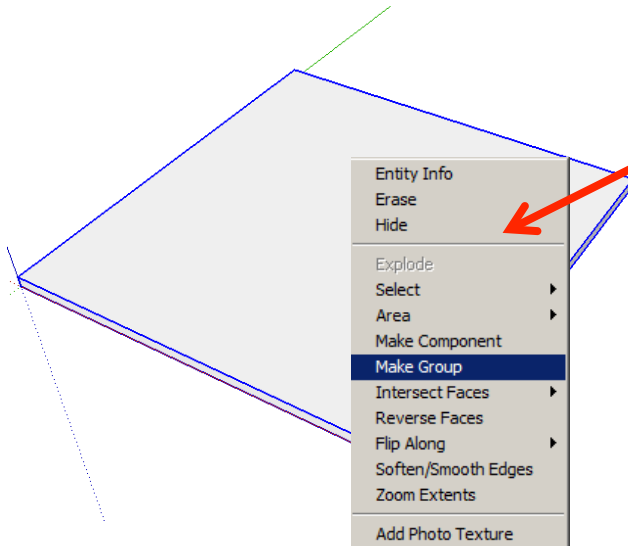 Entity Info
Erase
Hide
Explode
Select
Area
Make Component
Make Group
Intersect Faces
Reverse Faces
Flip Along
Soften/Smooth Edges
Zoom Extents
Add Photo Texture